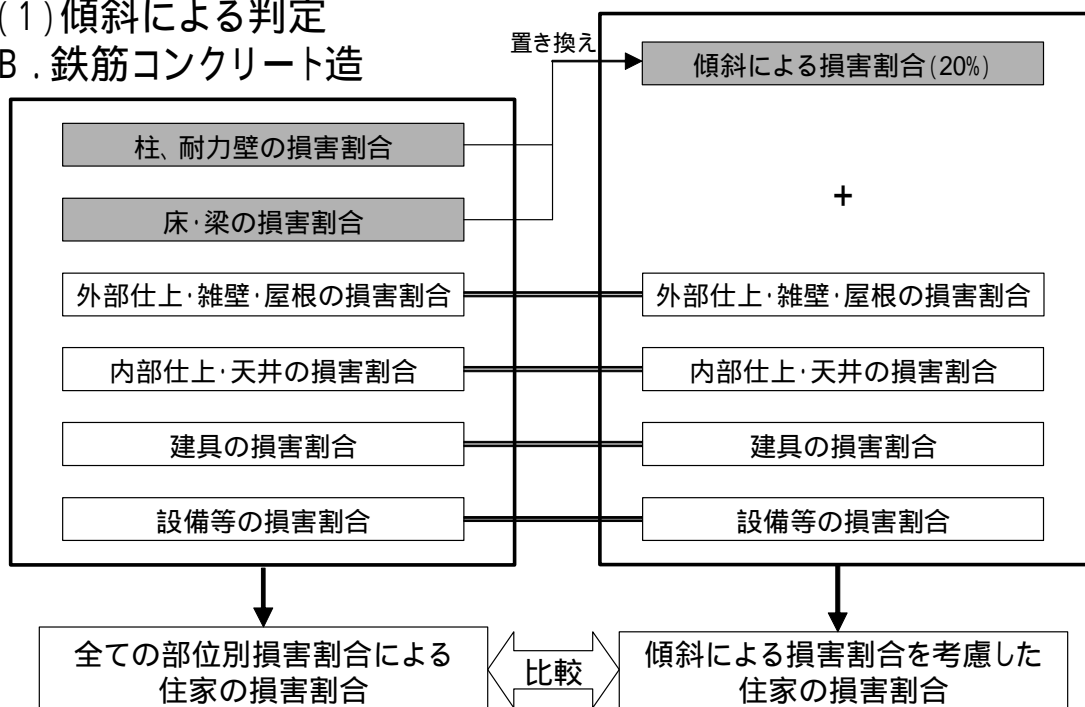 (1)傾斜による判定
B.鉄筋コンクリート造
置き換え
柱、耐力壁の損害割合
床・梁の損害割合
外部仕上・雑壁・屋根の損害割合
内部仕上・天井の損害割合
建具の損害割合
設備等の損害割合
全ての部位別損害割合による
住家の損害割合
比較
傾斜による損害割合(20%)
+
外部仕上・雑壁・屋根の損害割合
内部仕上・天井の損害割合
建具の損害割合
設備等の損害割合
傾斜による損害割合を考慮した
住家の損害割合